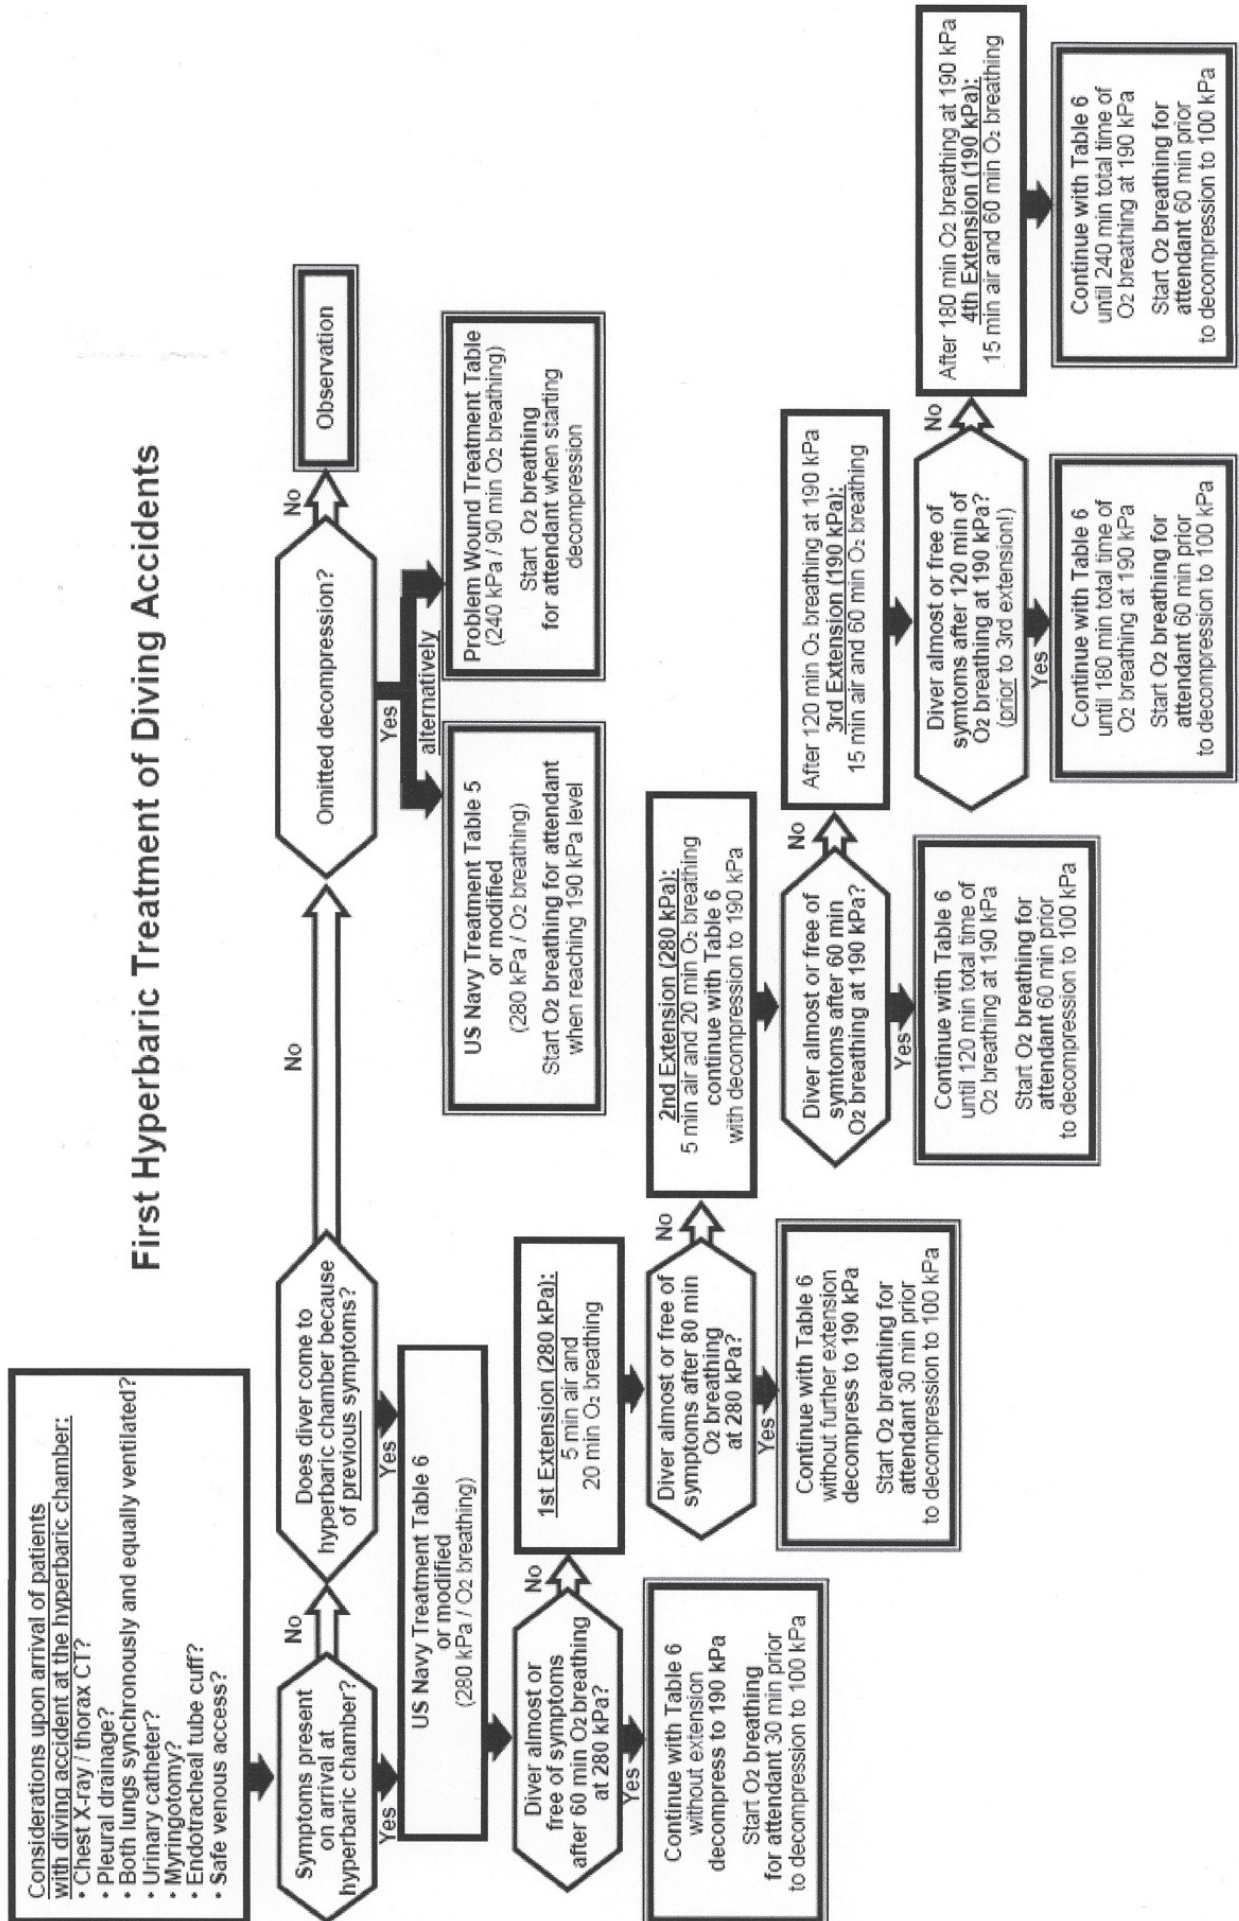 First Hyperbaric Treatment of Diving Accidents
Considerations upon arrival of patients
with diving accident at the hyperbaric chamber:
• Chest X-ray / thorax CT?
• Pleural drainage?
• Both lungs synchronously and equally ventilated?
• Urinary catheter?
• Myringotomy?
• Endotracheal tube cuff?
• Safe venous access?
Symptoms present
on arrival at
hyperbaric chamber?
No
Yes
Does diver come to
hyperbaric chamber because
of previous symptoms?
No
Yes
Omitted decompression?
No
Observation
Yes
alternatively
US Navy Treatment Table 5
or modified
(280 kPa / O2 breathing)
Start O2 breathing for attendant
when reaching 190 kPa level
Problem Wound Treatment Table
(240 kPa / 90 min O2 breathing)
Start O2 breathing
for attendant when starting
decompression
US Navy Treatment Table 6
or modified
(280 kPa / O2 breathing)
Diver almost or
free of symptoms
after 60 min O2 breathing
at 280 kPa?
No
Yes
Continue with Table 6
without extension
decompress to 190 kPa
Start O2 breathing
for attendant 30 min prior
to decompression to 100 kPa
1st Extension (280 kPa):
5 min air and
20 min O2 breathing
Diver almost or free of
symptoms after 80 min
O2 breathing
at 280 kPa?
No
Yes
Continue with Table 6
without further extension
decompress to 190 kPa
Start O2 breathing for
attendant 30 min prior
to decompression to 100 kPa
2nd Extension (280 kPa):
5 min air and 20 min O2 breathing
continue with Table 6
with decompression to 190 kPa
Diver almost or free of
symtoms after 60 min
O2 breathing at 190 kPa?
No
Yes
Continue with Table 6
until 120 min total time of
O2 breathing at 190 kPa
Start O2 breathing for
attendant 60 min prior
to decompression to 100 kPa
After 120 min O2 breathing at 190 kPa
3rd Extension (190 kPa):
15 min air and 60 min O2 breathing
Diver almost or free of
symtoms after 120 min of
O2 breathing at 190 kPa?
(prior to 3rd extension!)
No
Yes
Continue with Table 6
until 180 min total time of
O2 breathing at 190 kPa
Start O2 breathing for
attendant 60 min prior
to decompression to 100 kPa
After 180 min O2 breathing at 190 kPa
4th Extension (190 kPa):
15 min air and 60 min O2 breathing
Continue with Table 6
until 240 min total time of
O2 breathing at 190 kPa
Start O2 breathing for
attendant 60 min prior
to decompression to 100 kPa